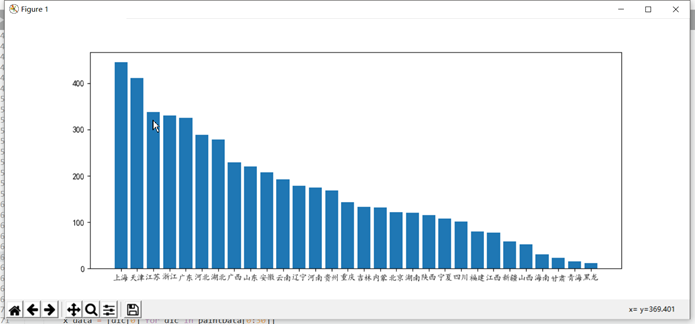 Figure 1
400
300
200
100
0
上海 天津 江苏 浙江 广东 河北 湖北 广西 山东 安徽 云南 辽宁 河南 贵州 重庆 吉林 内蒙 北京 湖南 陕西 宁夏 四川 福建 江西 新疆 山西 海南 甘肃 青海 黑龙
x= y=369.401